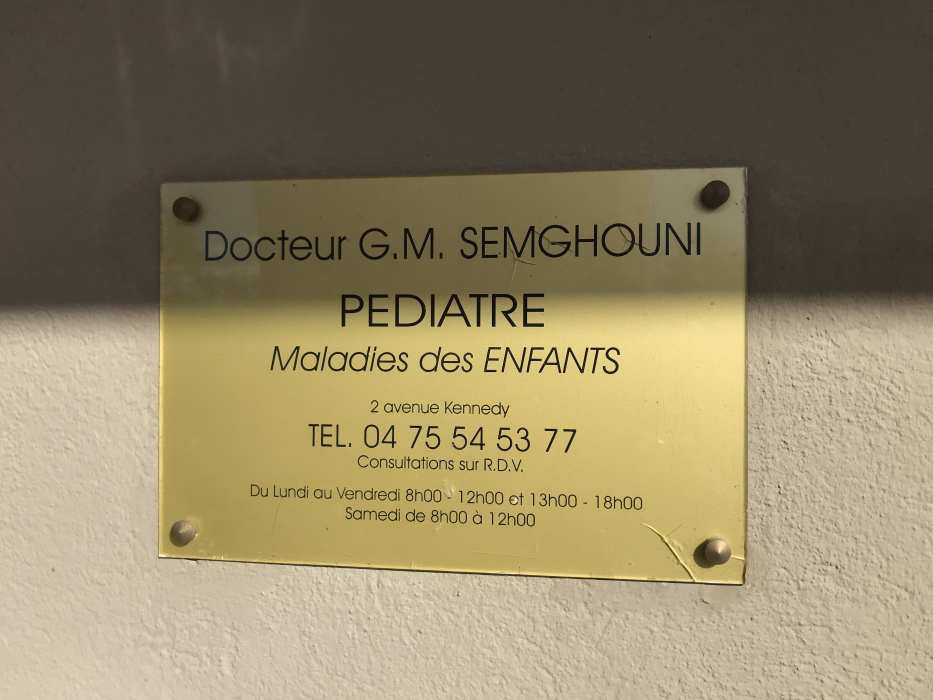 Docteur G.M. SEMGHOUNI
PEDIATRE
Maladies des ENFANTS
2 avenue Kennedy
TEL. 04 75 54 53 77
Consultations sur R.D.V.
Du Lundi au Vendredi 8h00 - 12h00 et 13h00 - 18h00
Samedi de 8h00 à 12h00